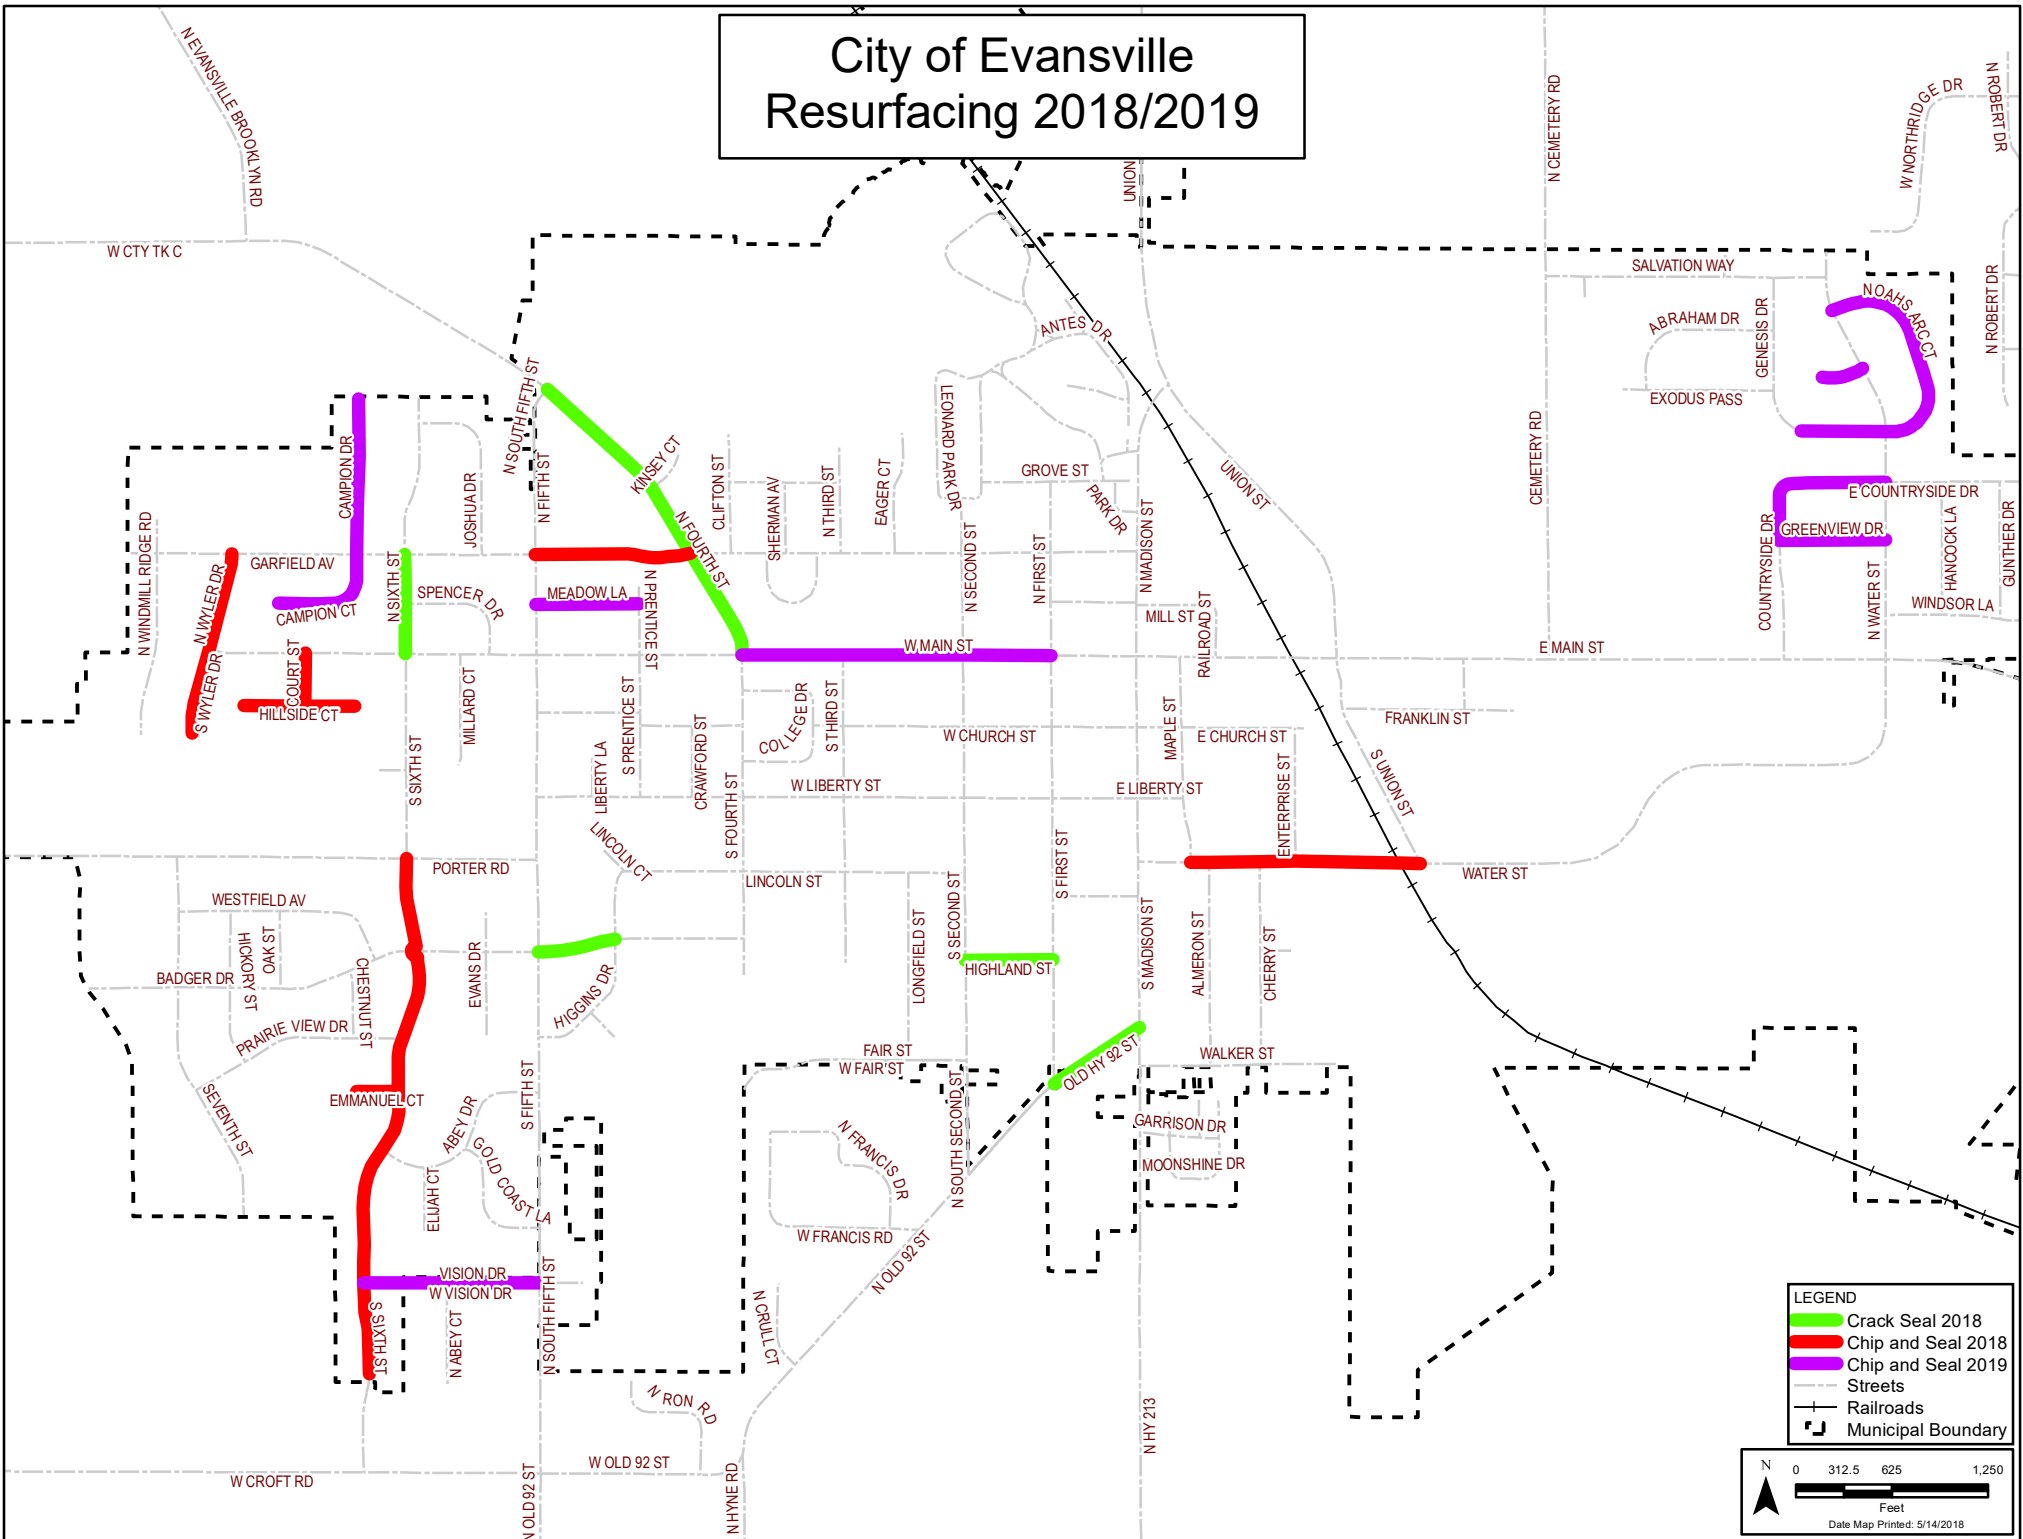 City of Evansville
Resurfacing 2018/2019
N EVANSVILLE BROOKLYN RD
W CTY TK C
UNION
N CEMETERY RD
W NORTHRIDGE DR
N ROBERT DR
SALVATION WAY
NOAHS ARC CT
N ROBERT DR
ABRAHAM DR
GENESIS DR
EXODUS PASS
ANTES DR
N SOUTH FIFTH ST
LEONARD PARK DR
CEMETERY RD
CAMPION DR
JOSHUA DR
N FIFTH ST
KINSEY CT
CLIFTON ST
SHERMAN AV
N THIRD ST
EAGER CT
GROVE ST
PARK DR
UNION ST
E COUNTRYSIDE DR
GREENVIEW DR
COUNTRYSIDE DR
HANCOCK LA
GUNTHER DR
N WINDMILL RIDGE RD
GARFIELD AV
N FOURTH ST
N SECOND ST
N FIRST ST
N MADISON ST
N WYLER DR
CAMPION CT
N SIXTH ST
SPENCER DR
MEADOW LA
N PRENTICE ST
MILL ST
RAILROAD ST
N WATER ST
WINDSOR LA
W MAIN ST
E MAIN ST
S WYLER DR
COURT ST
HILLSIDE CT
MILLARD CT
S PRENTICE ST
CRAWFORD ST
COLLEGE DR
S THIRD ST
W CHURCH ST
MAPLE ST
E CHURCH ST
FRANKLIN ST
S SIXTH ST
LIBERTY LA
S FOURTH ST
W LIBERTY ST
E LIBERTY ST
ENTERPRISE ST
S UNION ST
PORTER RD
LINCOLN CT
LINCOLN ST
S FIRST ST
WATER ST
WESTFIELD AV
HICKORY ST
OAK ST
BADGER DR
CHESTNUT ST
EVANS DR
HIGGINS DR
LONGFIELD ST
S SECOND ST
HIGHLAND ST
S MADISON ST
ALMERON ST
CHERRY ST
PRAIRIE VIEW DR
FAIR ST
W FAIR ST
OLD HY 92 ST
WALKER ST
EMMANUEL CT
SEVENTH ST
ABEY DR
S FIFTH ST
GOLD COAST LA
ELIJAH CT
N FRANCIS DR
N SOUTH SECOND ST
GARRISON DR
MOONSHINE DR
W FRANCIS RD
N OLD 92 ST
VISION DR
W VISION DR
S SIXTH ST
N ABEY CT
N SOUTH FIFTH ST
N CRULL CT
N RON RD
N HY 213
W CROFT RD
W OLD 92 ST
N OLD 92 ST
N HYNE RD
LEGEND
Crack Seal 2018
Chip and Seal 2018
Chip and Seal 2019
Streets
Railroads
Municipal Boundary
N
0 312.5 625 1,250
Feet
Date Map Printed: 5/14/2018